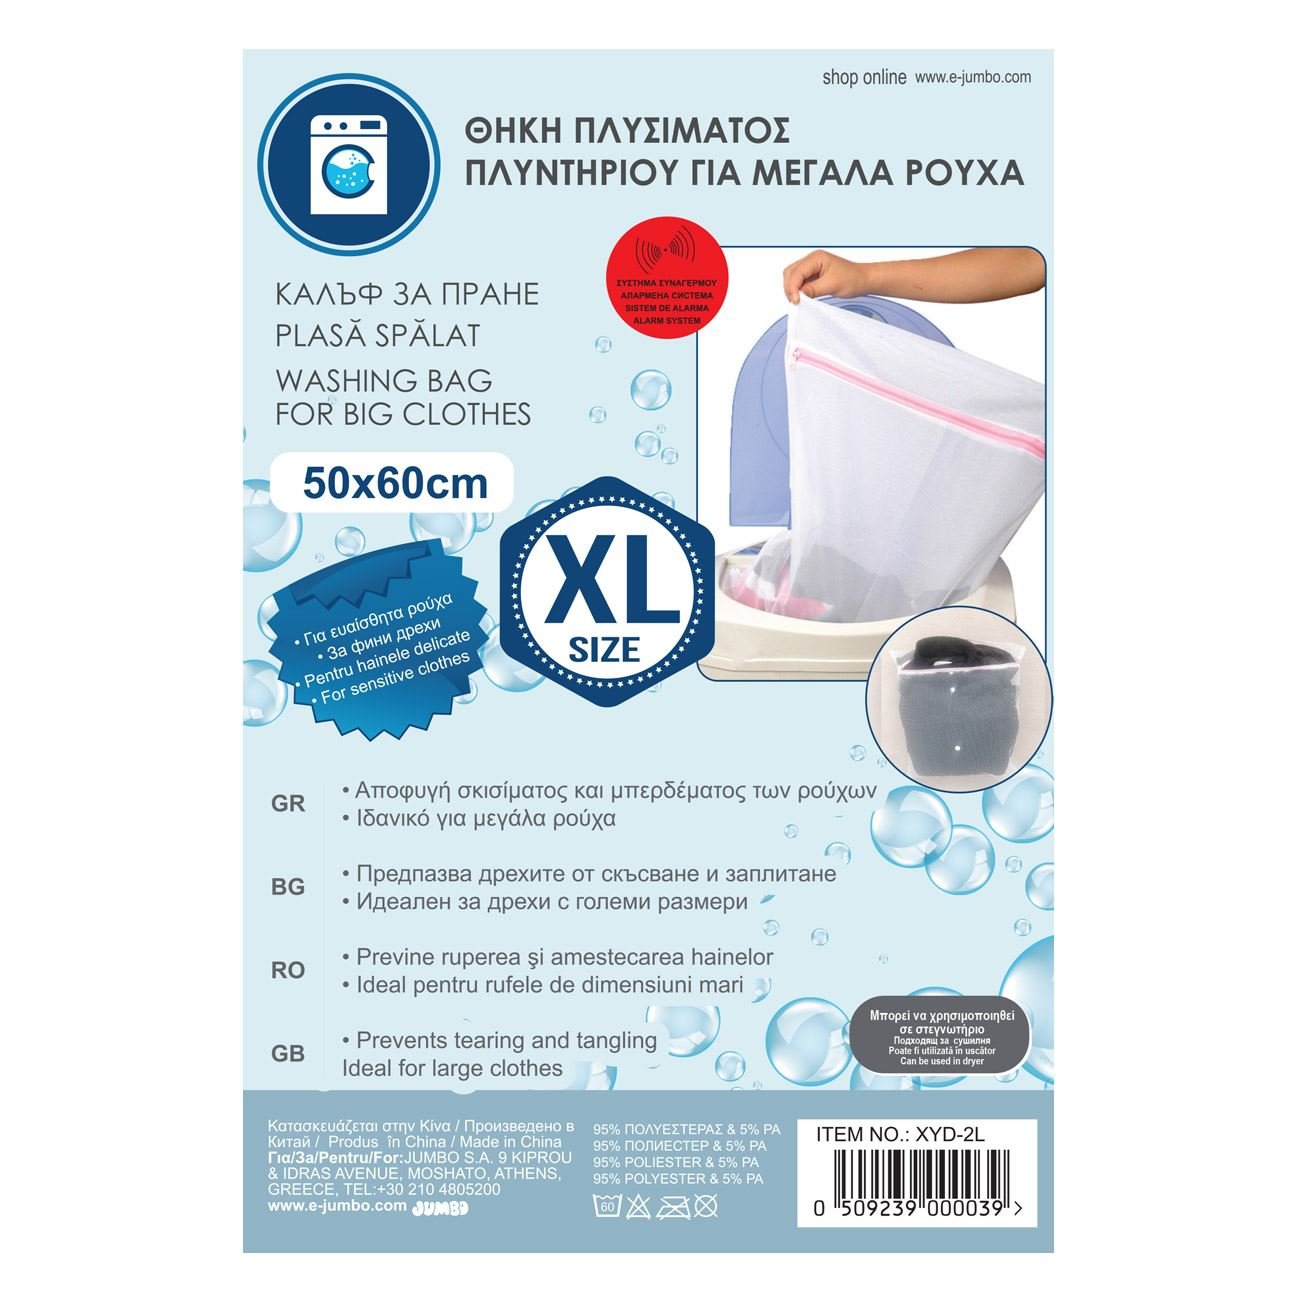 shop online www.e-jumbo.com
ΘΗΚΗ ΠΛΥΣΙΜΑΤΟΣ
ΠΛΥΝΤΗΡΙΟΥ ΓΙΑ ΜΕΓΑΛΑ ΡΟΥΧΑ
ΣΥΣΤΗΜΑ ΣΥΝΑΓΕΡΜΟΥ
АЛАРМЕНА СИСТЕМА
SISTEM DE ALARMA
ALARM SYSTEM
КАЛЪФ ЗА ПРАНЕ
PLASĂ SPĂLAT
WASHING BAG
FOR BIG CLOTHES
50x60cm
XL
SIZE
• Για ευαίσθητα ρούχα
• За фини дрехи
• Pentru hainele delicate
• For sensitive clothes
GR
• Αποφυγή σκισίματος και μπερδέματος των ρούχων
• Ιδανικό για μεγάλα ρούχα
BG
• Предпазва дрехите от скъсване и заплитане
• Идеален за дрехи с големи размери
RO
• Previne ruperea şi amestecarea hainelor
• Ideal pentru rufele de dimensiuni mari
GB
• Prevents tearing and tangling
Ideal for large clothes
Μπορεί να χρησιμοποιηθεί
σε στεγνωτήριο
Подходящ за сушилня
Poate fi utilizată în uscător
Can be used in dryer
Κατασκευάζεται στην Κίνα / Произведено в
Китай / Produs în China / Made in China
Για/За/Pentru/For:JUMBO S.A. 9 KIPROU
& IDRAS AVENUE, MOSHATO, ATHENS,
GREECE, TEL:+30 210 4805200
www.e-jumbo.com JUMBO
95% ΠΟΛΥΕΣΤΕΡΑΣ & 5% PA
95% ПОЛИЕСТЕР & 5% PA
95% POLIESTER & 5% PA
95% POLYESTER & 5% PA
60
ITEM NO.: XYD-2L
0 509239 000039 >